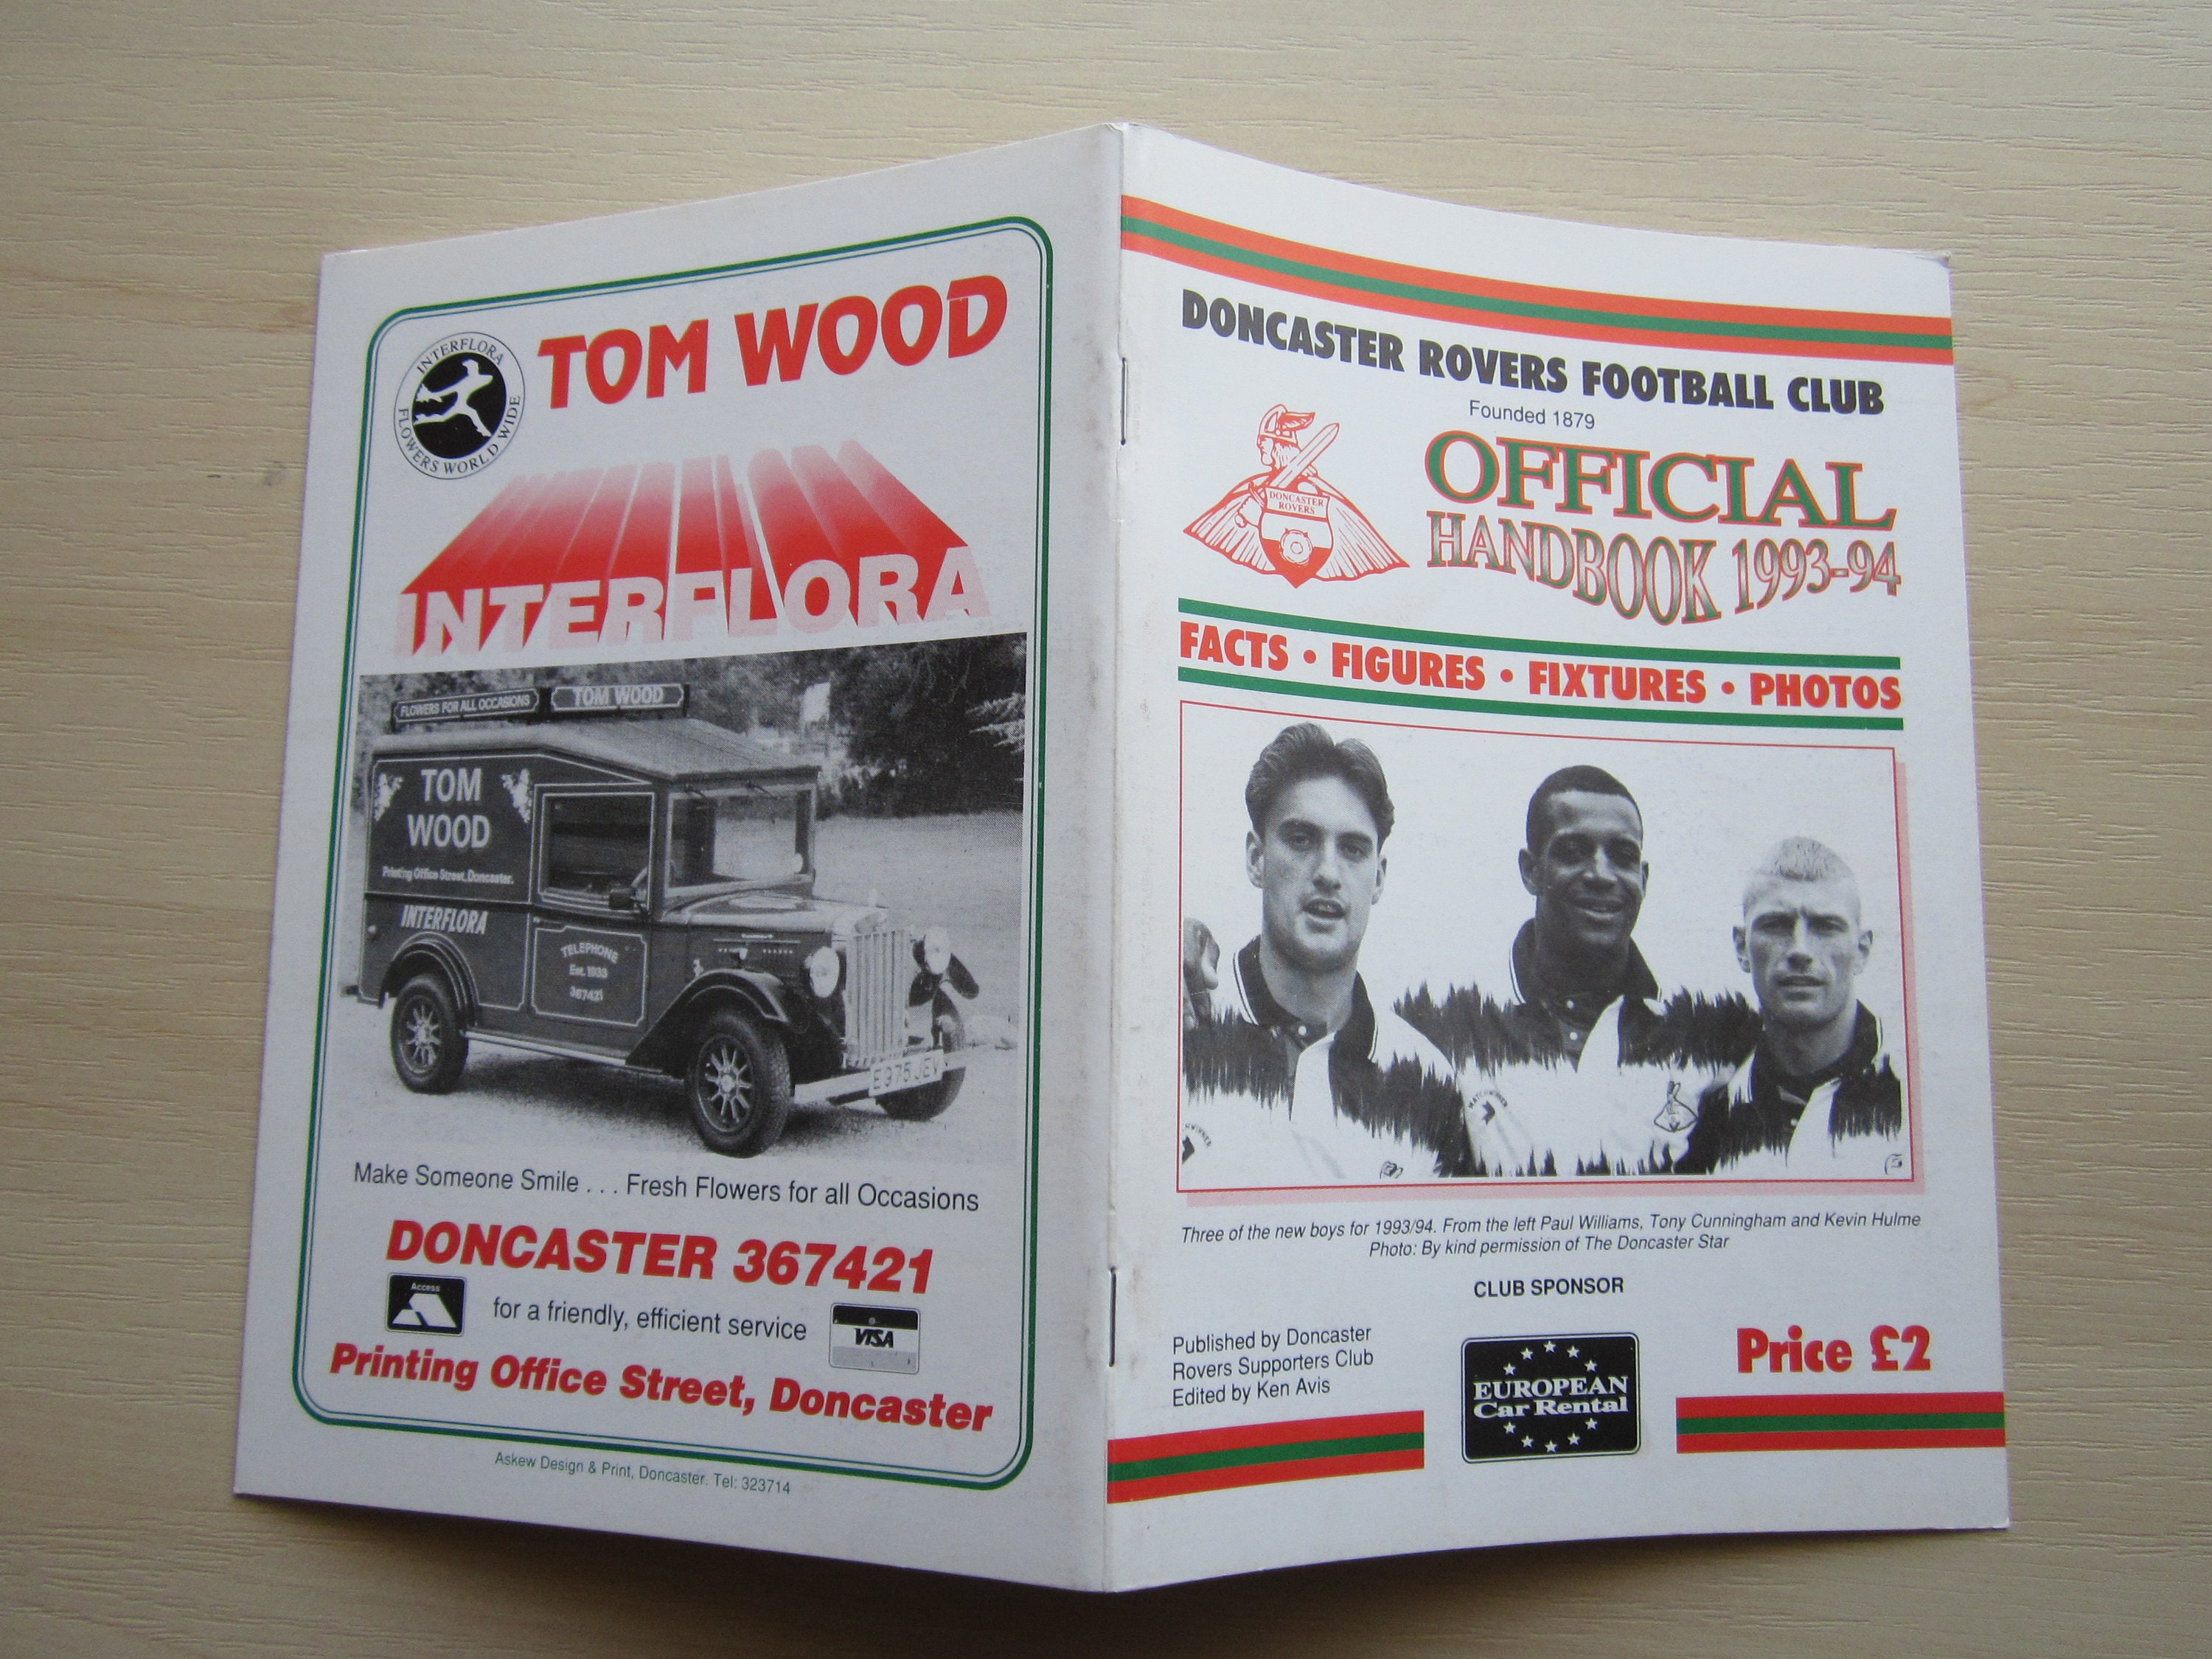 INTERFLORA
FLOWERS WORLD WIDE
TOM WOOD
INTERFLORA
FLOWERS FOR ALL OCCASIONS
TOM WOOD
TOM
WOOD
Printing Office Street, Doncaster.
INTERFLORA
TELEPHONE
Est. 1933
367421
E975 JEV
Make Someone Smile . . . Fresh Flowers for all Occasions
DONCASTER 367421
Access
for a friendly, efficient service
VISA
Printing Office Street, Doncaster
Askew Design & Print, Doncaster. Tel: 323714
DONCASTER ROVERS FOOTBALL CLUB
Founded 1879
DONCASTER
ROVERS
OFFICIAL
HANDBOOK 1993-94
FACTS • FIGURES • FIXTURES • PHOTOS
MATCHWINNER
Three of the new boys for 1993/94. From the left Paul Williams, Tony Cunningham and Kevin Hulme
Photo: By kind permission of The Doncaster Star
CLUB SPONSOR
Published by Doncaster
Rovers Supporters Club
Edited by Ken Avis
EUROPEAN
Car Rental
Price £2